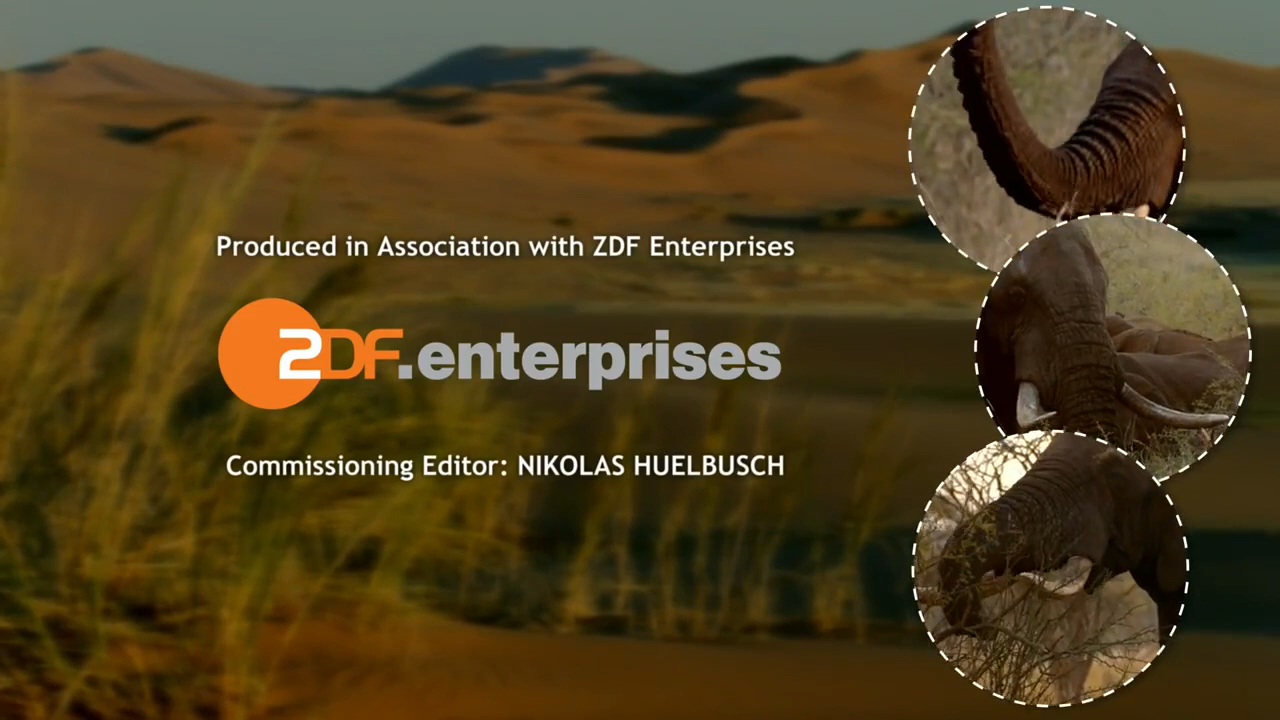 Produced in Association with ZDF Enterprises
ZDF.enterprises
Commissioning Editor: NIKOLAS HUELBUSCH